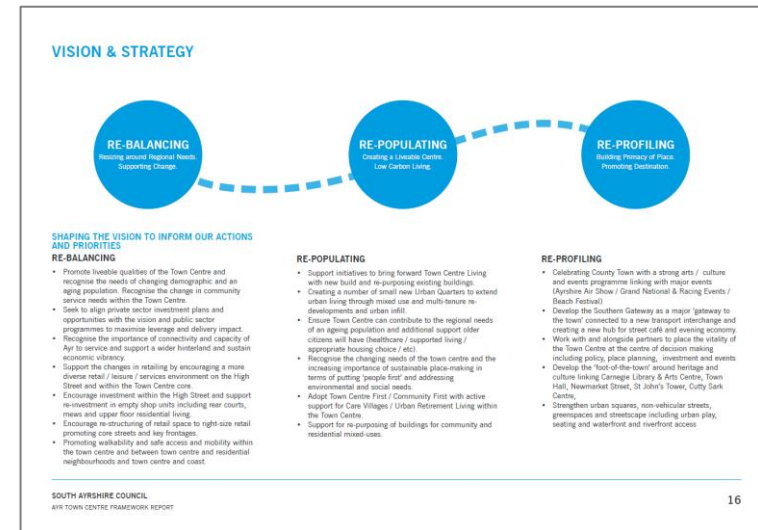 VISION & STRATEGY
RE-BALANCING
Resizing around Regional Needs.
Supporting Change.
RE-POPULATING
Creating a Liveable Centre.
Low Carbon Living.
RE-PROFILING
Building Primacy of Place.
Promoting Destination.
SHAPING THE VISION TO INFORM OUR ACTIONS
AND PRIORITIES
RE-BALANCING
• Promote liveable qualities of the Town Centre and
recognise the needs of changing demographic and an
aging population. Recognise the change in community
service needs within the Town Centre.
• Seek to align private sector investment plans and
opportunities with the vision and public sector
programmes to maximise leverage and delivery impact.
• Recognise the importance of connectivity and capacity of
Ayr to service and support a wider hinterland and sustain
economic vibrancy.
• Support the changes in retailing by encouraging a more
diverse retail / leisure / services environment on the High
Street and within the Town Centre core.
• Encourage investment within the High Street and support
re-investment in empty shop units including rear courts,
mews and upper floor residential living.
• Encourage re-structuring of retail space to right-size retail
promoting core streets and key frontages.
• Promoting walkability and safe access and mobility within
the town centre and between town centre and residential
neighbourhoods and town centre and coast.
RE-POPULATING
• Support initiatives to bring forward Town Centre Living
with new build and re-purposing existing buildings.
• Creating a number of small new Urban Quarters to extend
urban living through mixed use and multi-tenure re-
developments and urban infill.
• Ensure Town Centre can contribute to the regional needs
of an ageing population and additional support older
citizens will have (healthcare / supported living /
appropriate housing choice / etc).
• Recognise the changing needs of the town centre and the
increasing importance of sustainable place-making in
terms of putting 'people first' and addressing
environmental and social needs.
• Adopt Town Centre First / Community First with active
support for Care Villages / Urban Retirement Living within
the Town Centre.
• Support for re-purposing of buildings for community and
residential mixed-uses.
RE-PROFILING
• Celebrating County Town with a strong arts / culture
and events programme linking with major events
(Ayrshire Air Show / Grand National & Racing Events /
Beach Festival)
• Develop the Southern Gateway as a major 'gateway to
the town' connected to a new transport interchange and
creating a new hub for street café and evening economy.
• Work with and alongside partners to place the vitality of
the Town Centre at the centre of decision making
including policy, place planning, investment and events
• Develop the 'foot-of-the-town' around heritage and
culture linking Carnegie Library & Arts Centre, Town
Hall, Newmarket Street, St John's Tower, Cutty Sark
Centre,
• Strengthen urban squares, non-vehicular streets,
greenspaces and streetscape including urban play,
seating and waterfront and riverfront access
SOUTH AYRSHIRE COUNCIL
AYR TOWN CENTRE FRAMEWORK REPORT
16